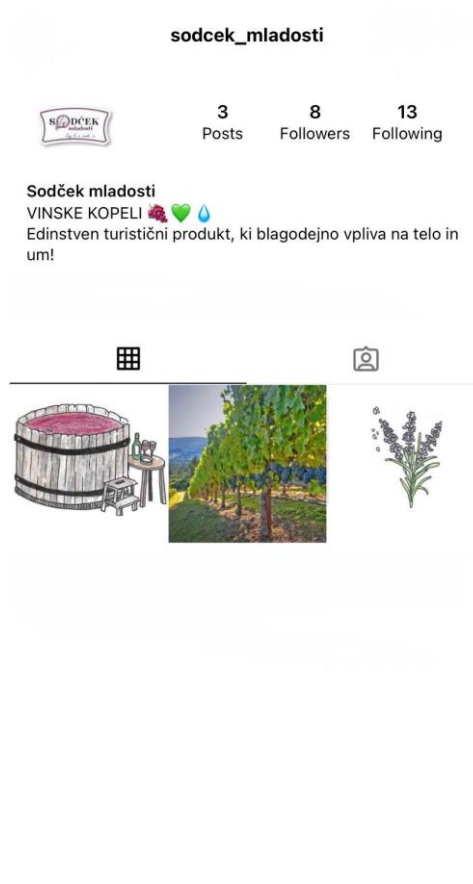 sodcek_mladosti
SODČEK
mladosti
3 8 13
Posts Followers Following
Sodček mladosti
VINSKE KOPELI 🍇💚💧
Edinstven turistični produkt, ki blagodejno vpliva na telo in
um!